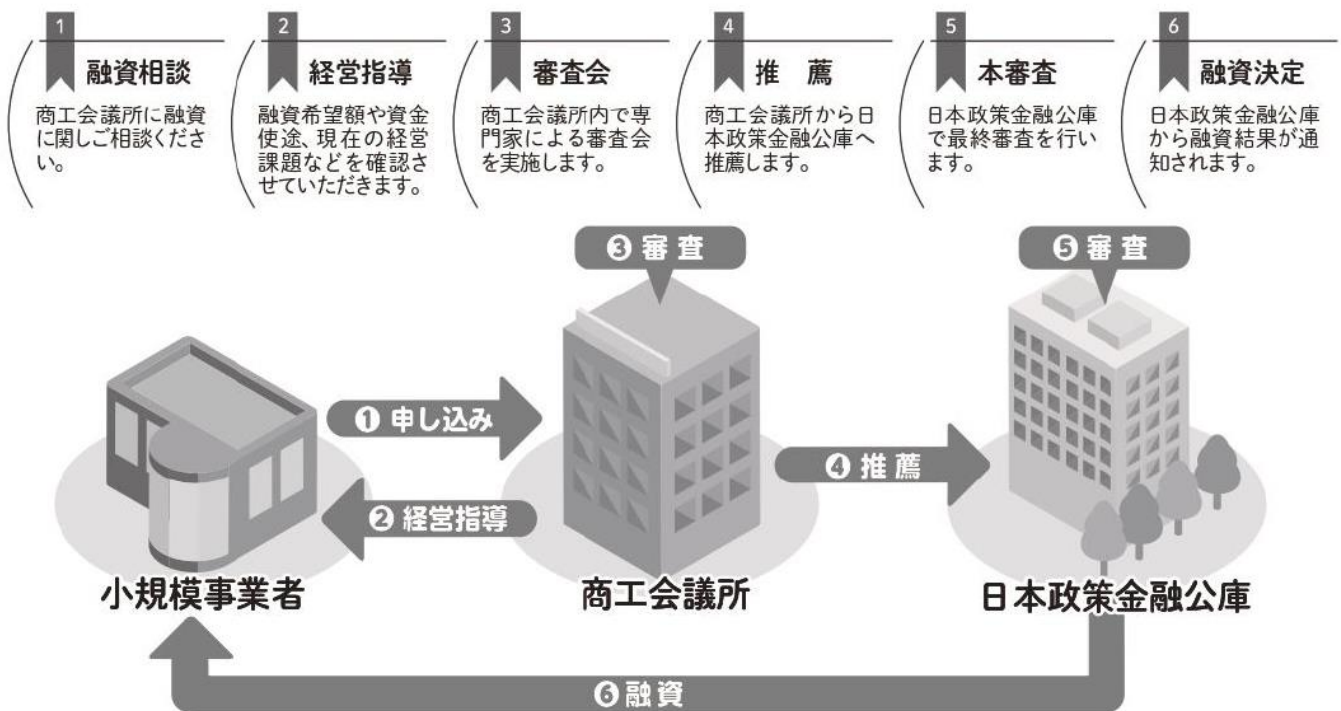 1
融資相談
商工会議所に融資
に関しご相談くださ
い。
2
経営指導
融資希望額や資金
使途、現在の経営
課題などを確認さ
せていただきます。
3
審査会
商工会議所内で専
門家による審査会
を実施します。
4
推 薦
商工会議所から日
本政策金融公庫へ
推薦します。
5
本審査
日本政策金融公庫
で最終審査を行い
ます。
6
融資決定
日本政策金融公庫
から融資結果が通
知されます。
❸ 審 査
❺ 審 査
❶ 申し込み
❹ 推 薦
❷ 経営指導
小規模事業者
商工会議所
日本政策金融公庫
❻ 融資